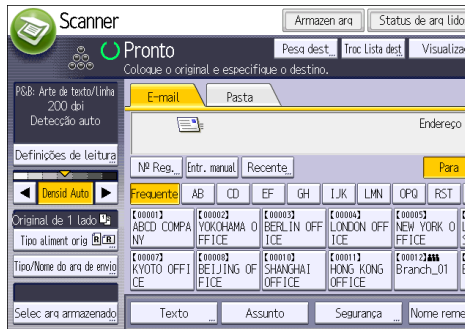 Scanner
Armazen arq
Status de arq lido
Pronto
Pesq dest
Troc Lista dest
Coloque o original e especifique o destino.
P&B: Arte de texto/linha
200 dpi
Detecção auto
Definições de leitura
Densid Auto
Original de 1 lado
Tipo aliment orig
Tipo/Nome do arq de envio
Selec arq armazenado
E-mail
Pasta
Endereço
Nº Reg.
Entr. manual
Recente
Para
Frequente
AB
CD
EF
GH
IJK
LMN
OPQ
RST
[00001]
ABCD COMPA
NY
[00002]
YOKOHAMA O
FFICE
[00003]
BERLIN OFF
ICE
[00004]
LONDON OFF
ICE
[00005]
NEW YORK O
FFICE
[00007]
KYOTO OFFI
CE
[00008]
BEIJING OF
FICE
[00010]
SHANGHAI
OFFICE
[00011]
HONG KONG
OFFICE
[00012]
Branch_01
Texto
Assunto
Segurança